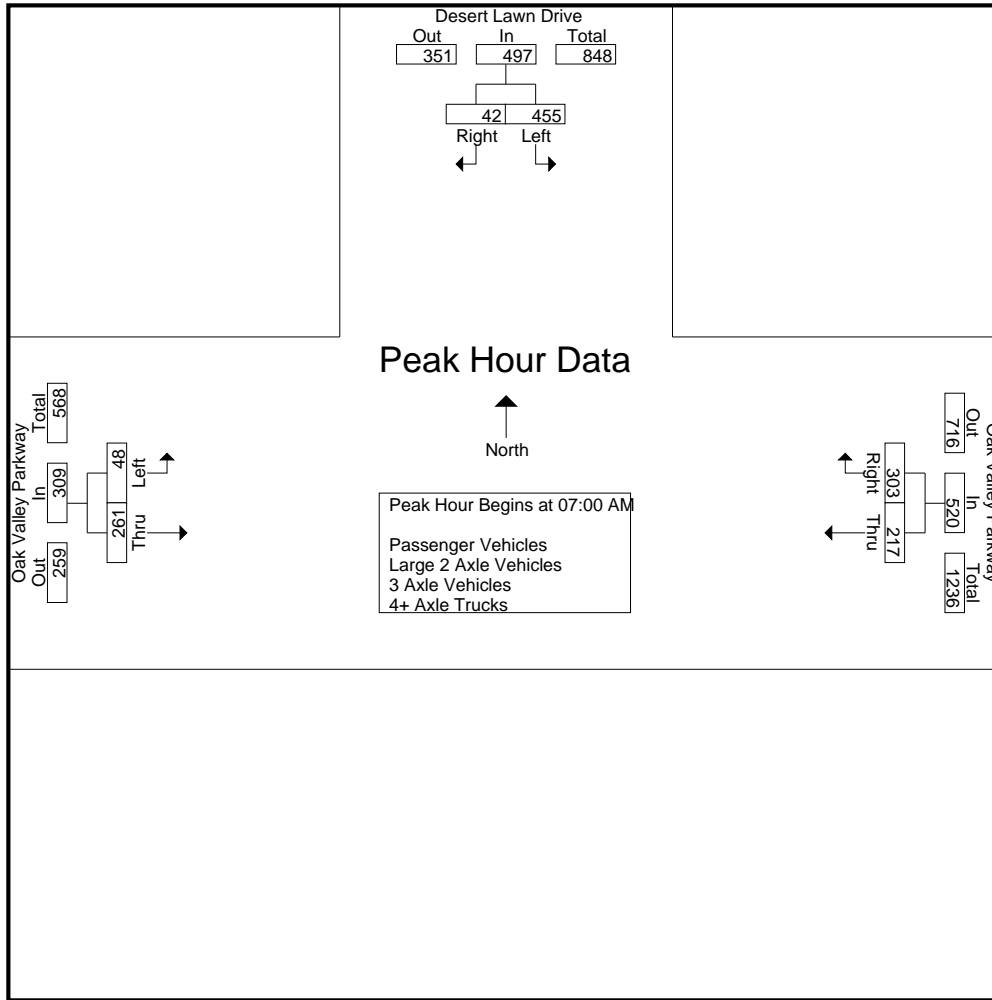 Desert Lawn Drive
Out In Total
351 497 848
42 455
Right Left
Peak Hour Data
North
Peak Hour Begins at 07:00 AM
Passenger Vehicles
Large 2 Axle Vehicles
3 Axle Vehicles
4+ Axle Trucks
Oak Valley Parkway
Out In Total
259 309 568
48 261
Left Thru
Oak Valley Parkway
Out In Total
716 520 1236
303 217
Right Thru